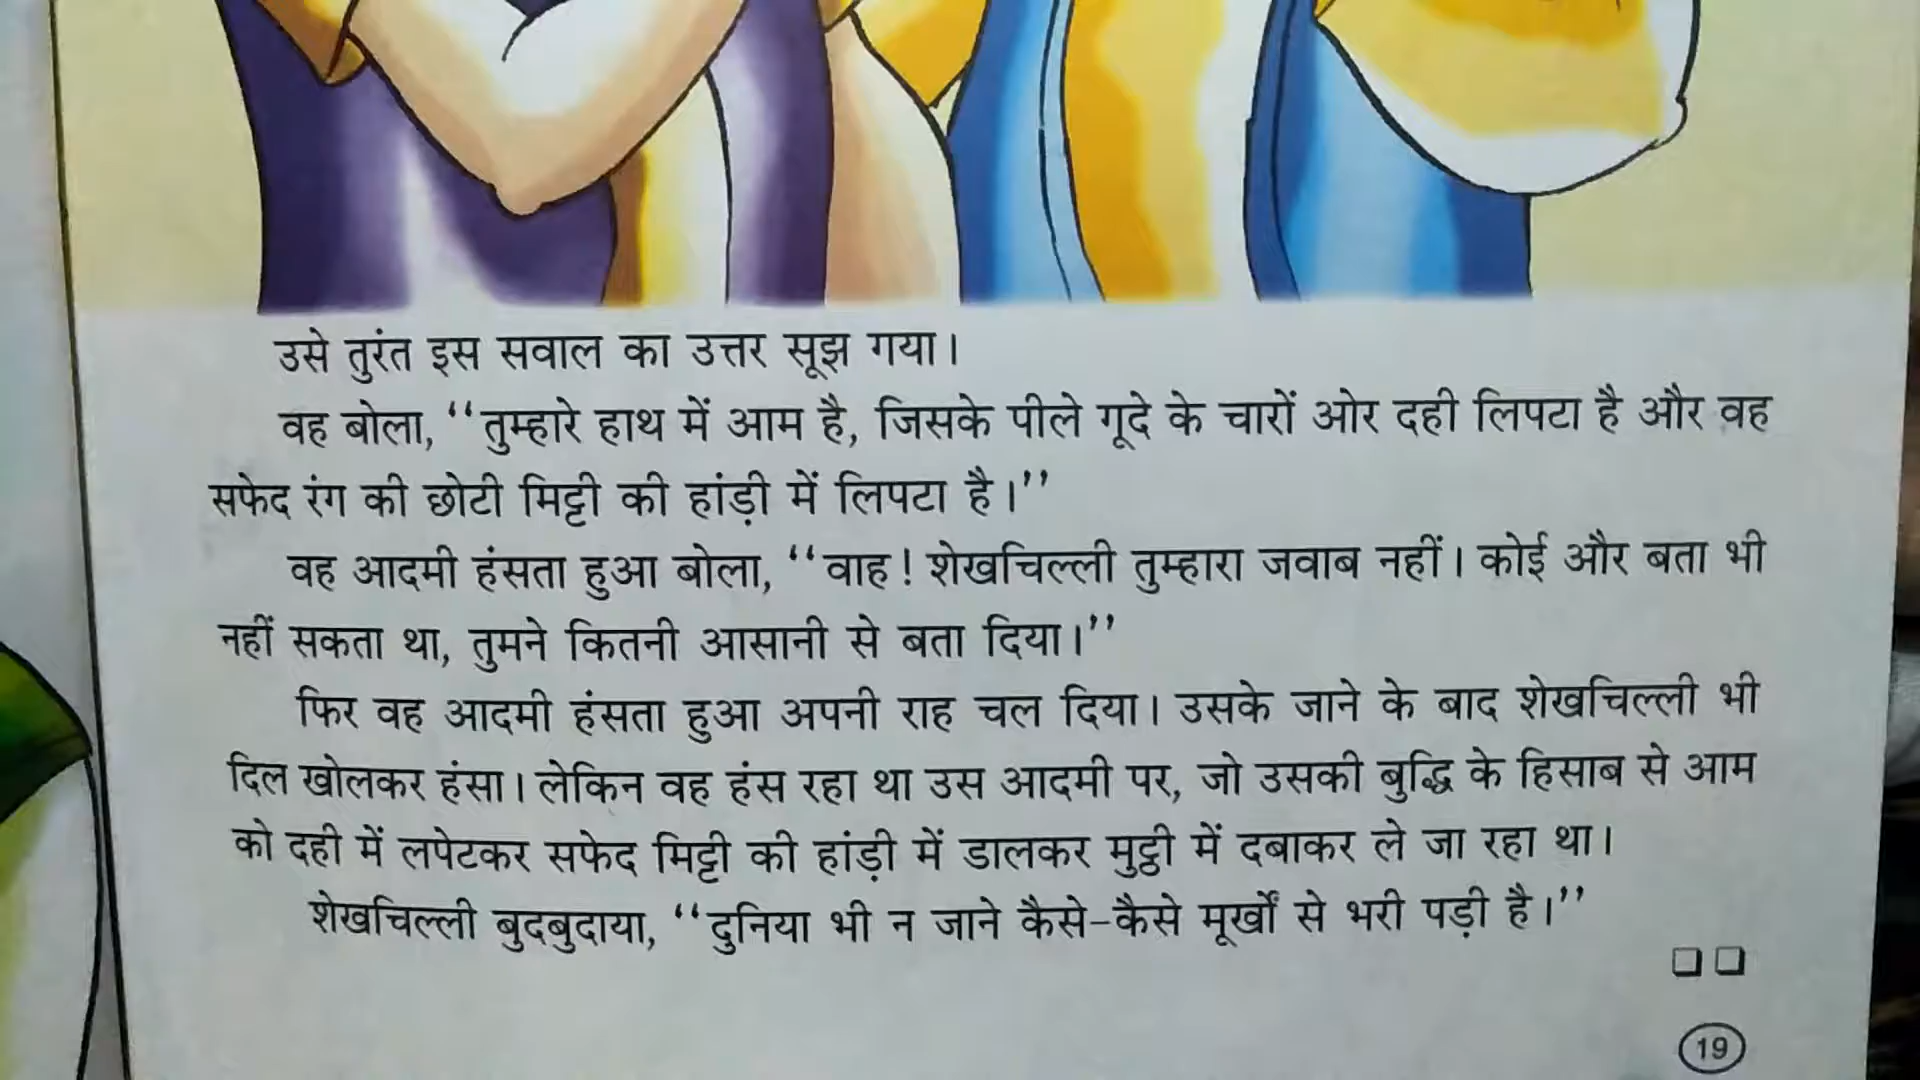 उसे तुरंत इस सवाल का उत्तर सूझ गया।
वह बोला, ‘‘तुम्हारे हाथ में आम है, जिसके पीले गूदे के चारों ओर दही लिपटा है और वह
सफेद रंग की छोटी मिट्टी की हांड़ी में लिपटा है।’’
वह आदमी हंसता हुआ बोला, ‘‘वाह! शेखचिल्ली तुम्हारा जवाब नहीं। कोई और बता भी
नहीं सकता था, तुमने कितनी आसानी से बता दिया।’’
फिर वह आदमी हंसता हुआ अपनी राह चल दिया। उसके जाने के बाद शेखचिल्ली भी
दिल खोलकर हंसा। लेकिन वह हंस रहा था उस आदमी पर, जो उसकी बुद्धि के हिसाब से आम
को दही में लपेटकर सफेद मिट्टी की हांड़ी में डालकर मुट्ठी में दबाकर ले जा रहा था।
शेखचिल्ली बुदबुदाया, ‘‘दुनिया भी न जाने कैसे-कैसे मूर्खों से भरी पड़ी है।’’
19